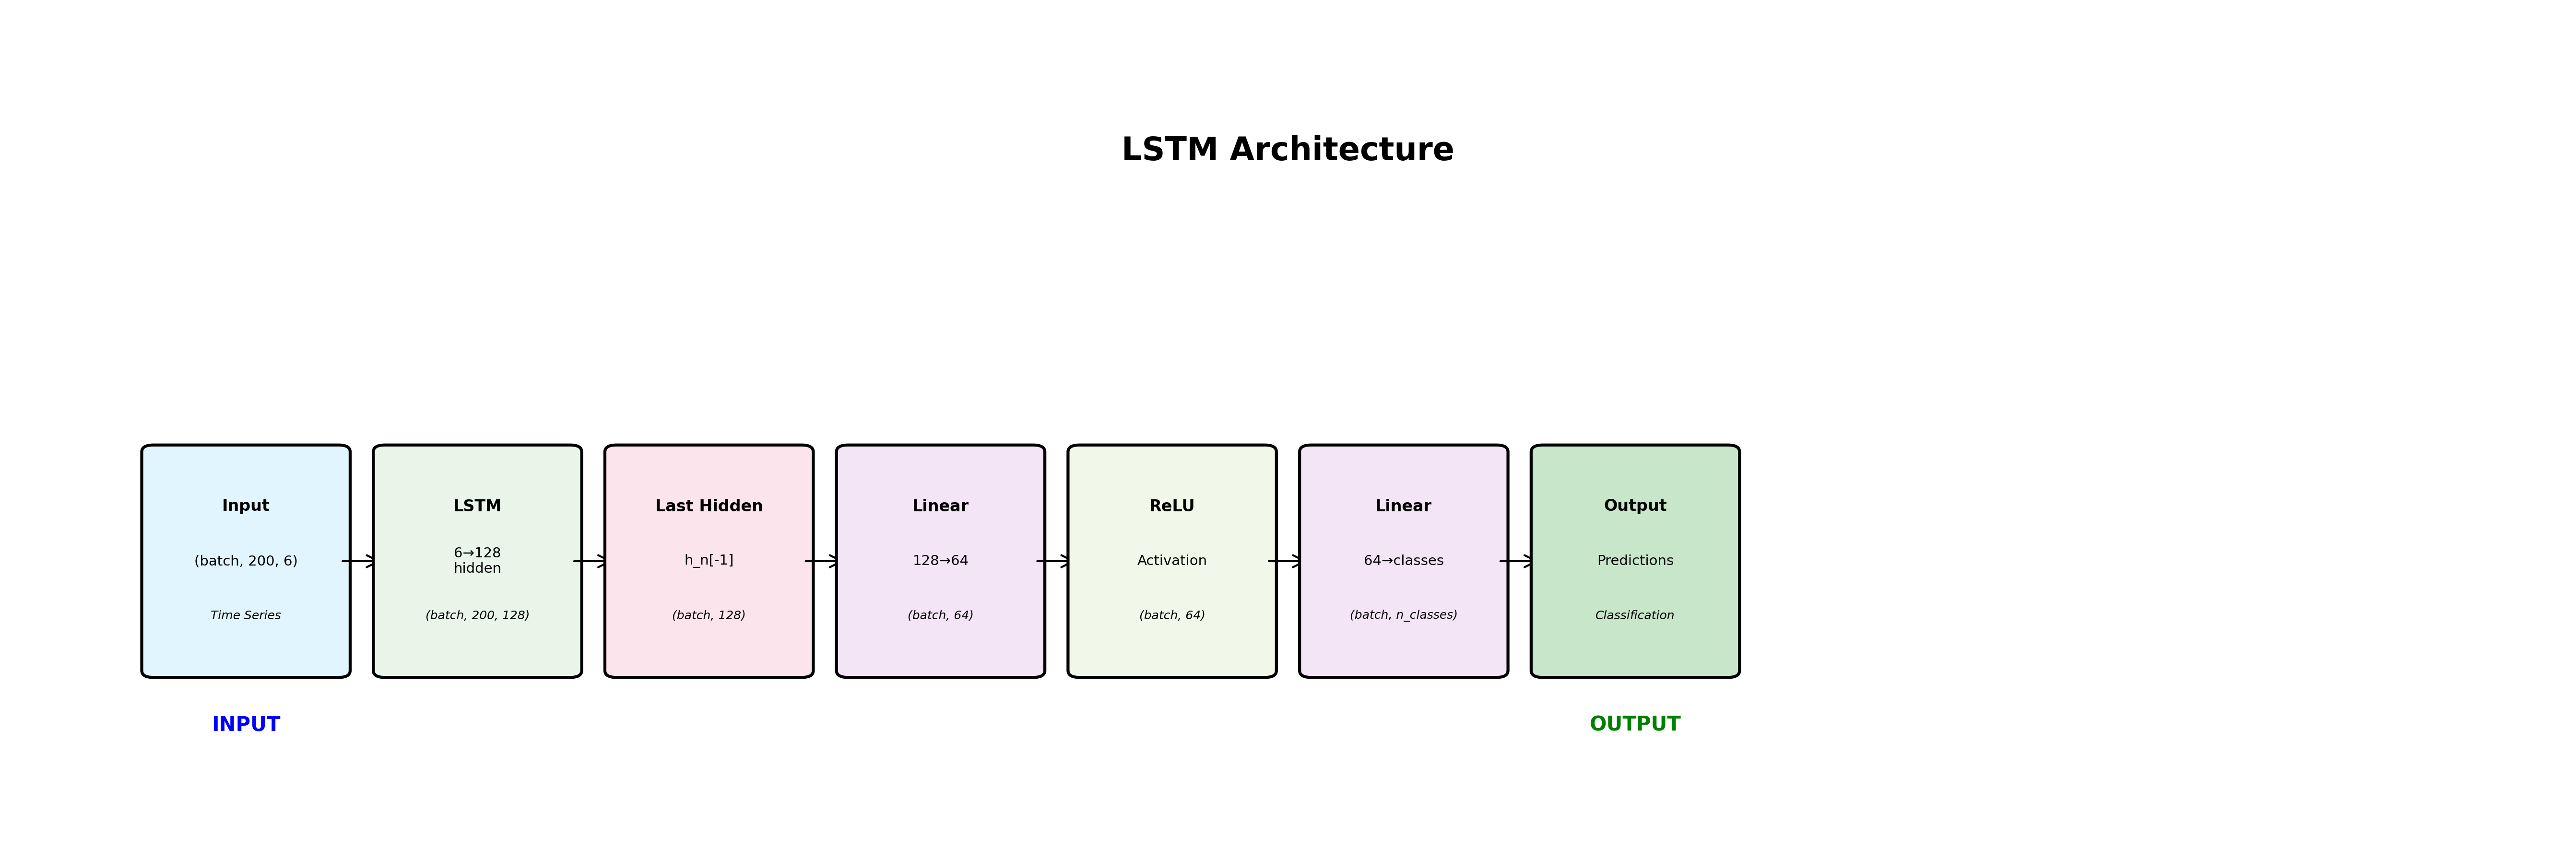 LSTM Architecture
Input
(batch, 200, 6)
Time Series
LSTM
6→128
hidden
(batch, 200, 128)
Last Hidden
h_n[-1]
(batch, 128)
Linear
128→64
(batch, 64)
ReLU
Activation
(batch, 64)
Linear
64→classes
(batch, n_classes)
Output
Predictions
Classification
INPUT
OUTPUT